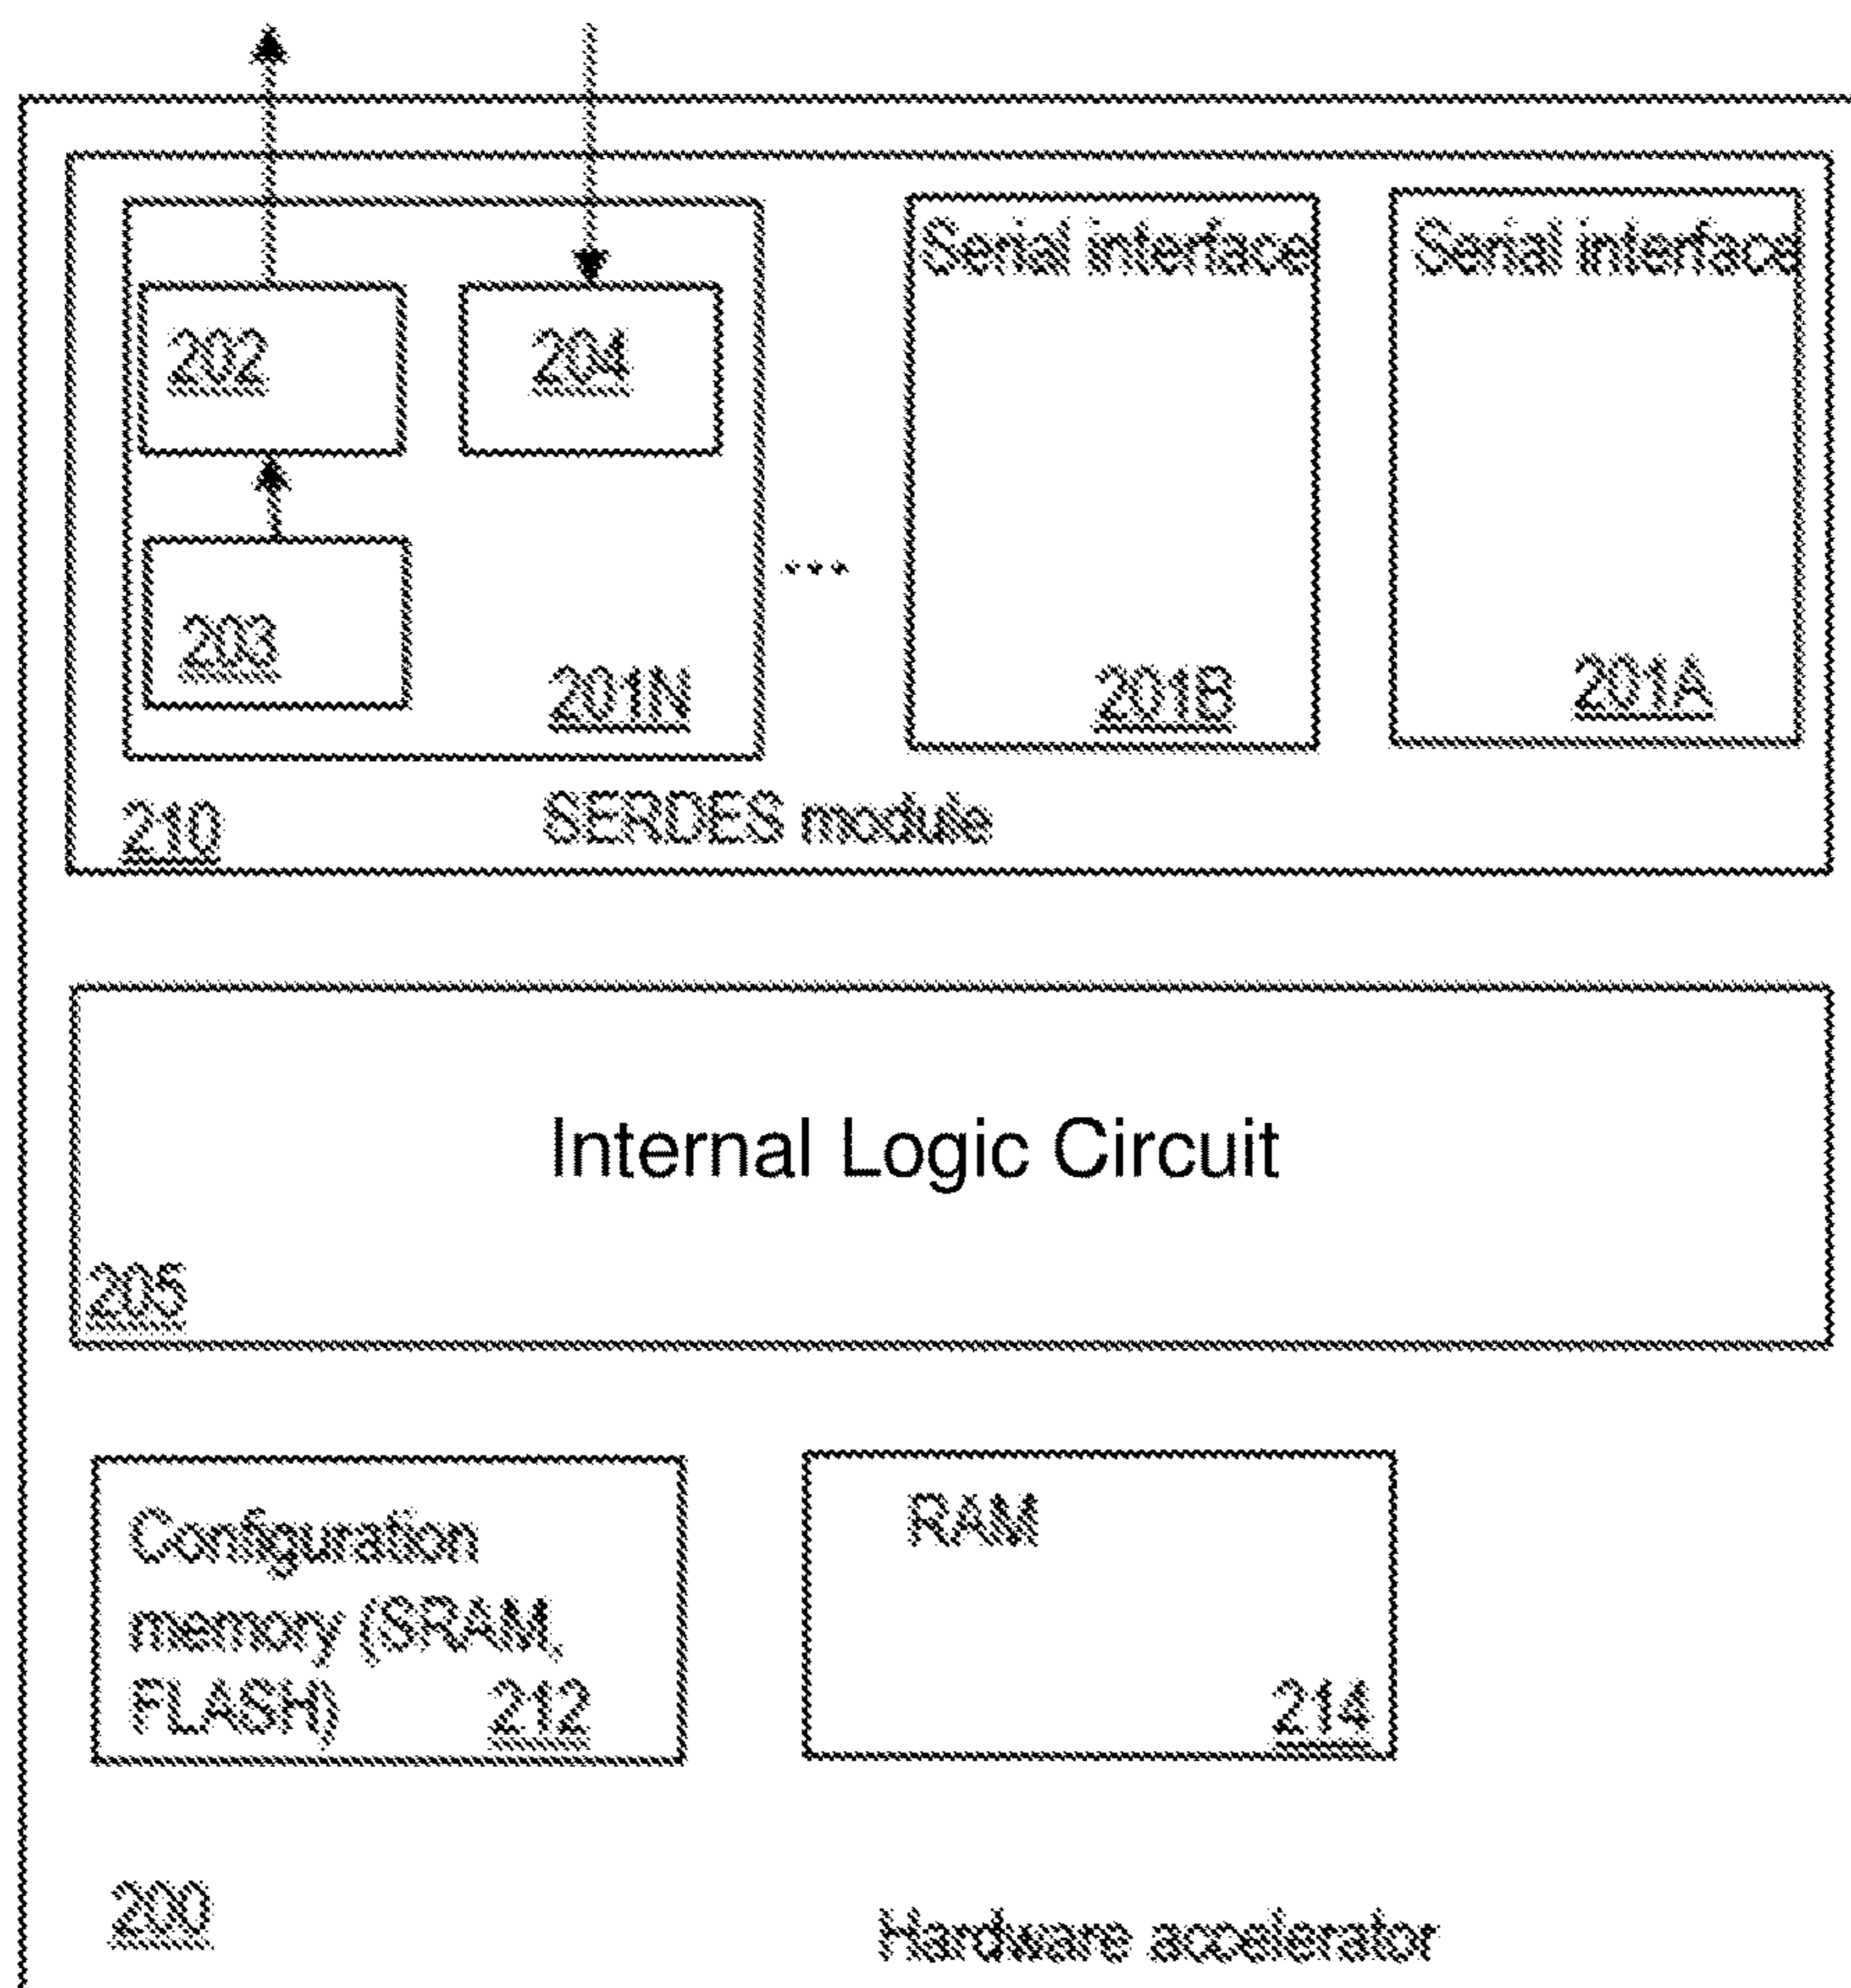 Serial interface
Serial interface
202
204
203
...
201N
201B
201A
210
SERDES module
Internal Logic Circuit
205
Configuration
memory (SRAM,
FLASH)
212
RAM
214
200
Hardware accelerator